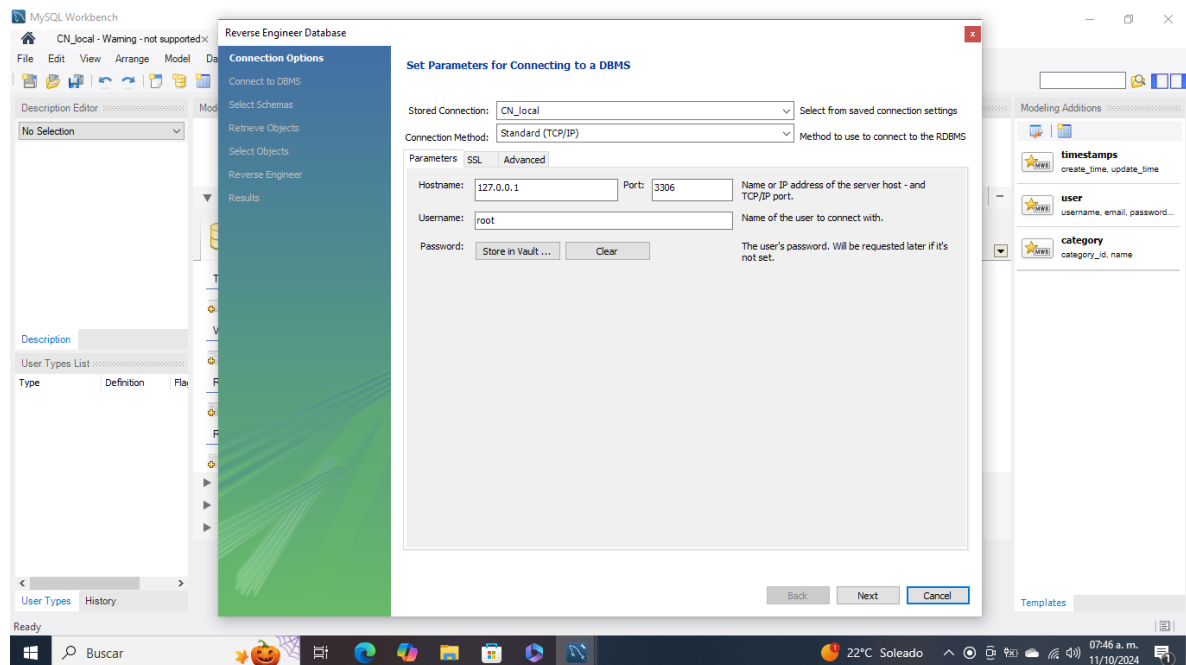 MySQL Workbench
CN_local - Warning - not supported
File Edit View Arrange Model Da
Description Editor
No Selection
Description
User Types List
Type Definition Flag
User Types History
Ready
Mod
T
V
R
R
Reverse Engineer Database
Connection Options
Connect to DBMS
Select Schemas
Retrieve Objects
Select Objects
Reverse Engineer
Results
Set Parameters for Connecting to a DBMS
Stored Connection: CN_local Select from saved connection settings
Connection Method: Standard (TCP/IP) Method to use to connect to the RDBMS
Parameters SSL Advanced
Hostname: 127.0.0.1 Port: 3306 Name or IP address of the server host - and
TCP/IP port.
Username: root Name of the user to connect with.
Password: Store in Vault ... Clear The user's password. Will be requested later if it's
not set.
Back Next Cancel
Modeling Additions
timestamps
create_time, update_time
user
username, email, password...
category
category_id, name
Templates
Buscar
22°C Soleado
07:46 a. m.
11/10/2024